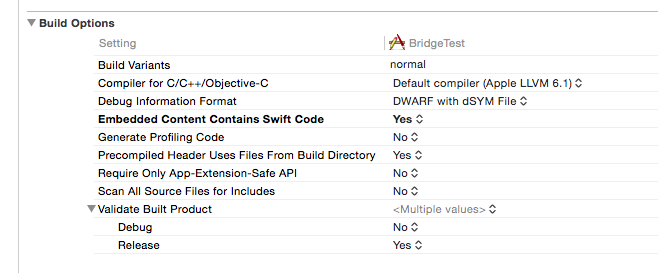 Build Options
Setting BridgeTest
Build Variants normal
Compiler for C/C++/Objective-C Default compiler (Apple LLVM 6.1)
Debug Information Format DWARF with dSYM File
Embedded Content Contains Swift Code Yes
Generate Profiling Code No
Precompiled Header Uses Files From Build Directory Yes
Require Only App-Extension-Safe API No
Scan All Source Files for Includes No
Validate Built Product <Multiple values>
Debug No
Release Yes